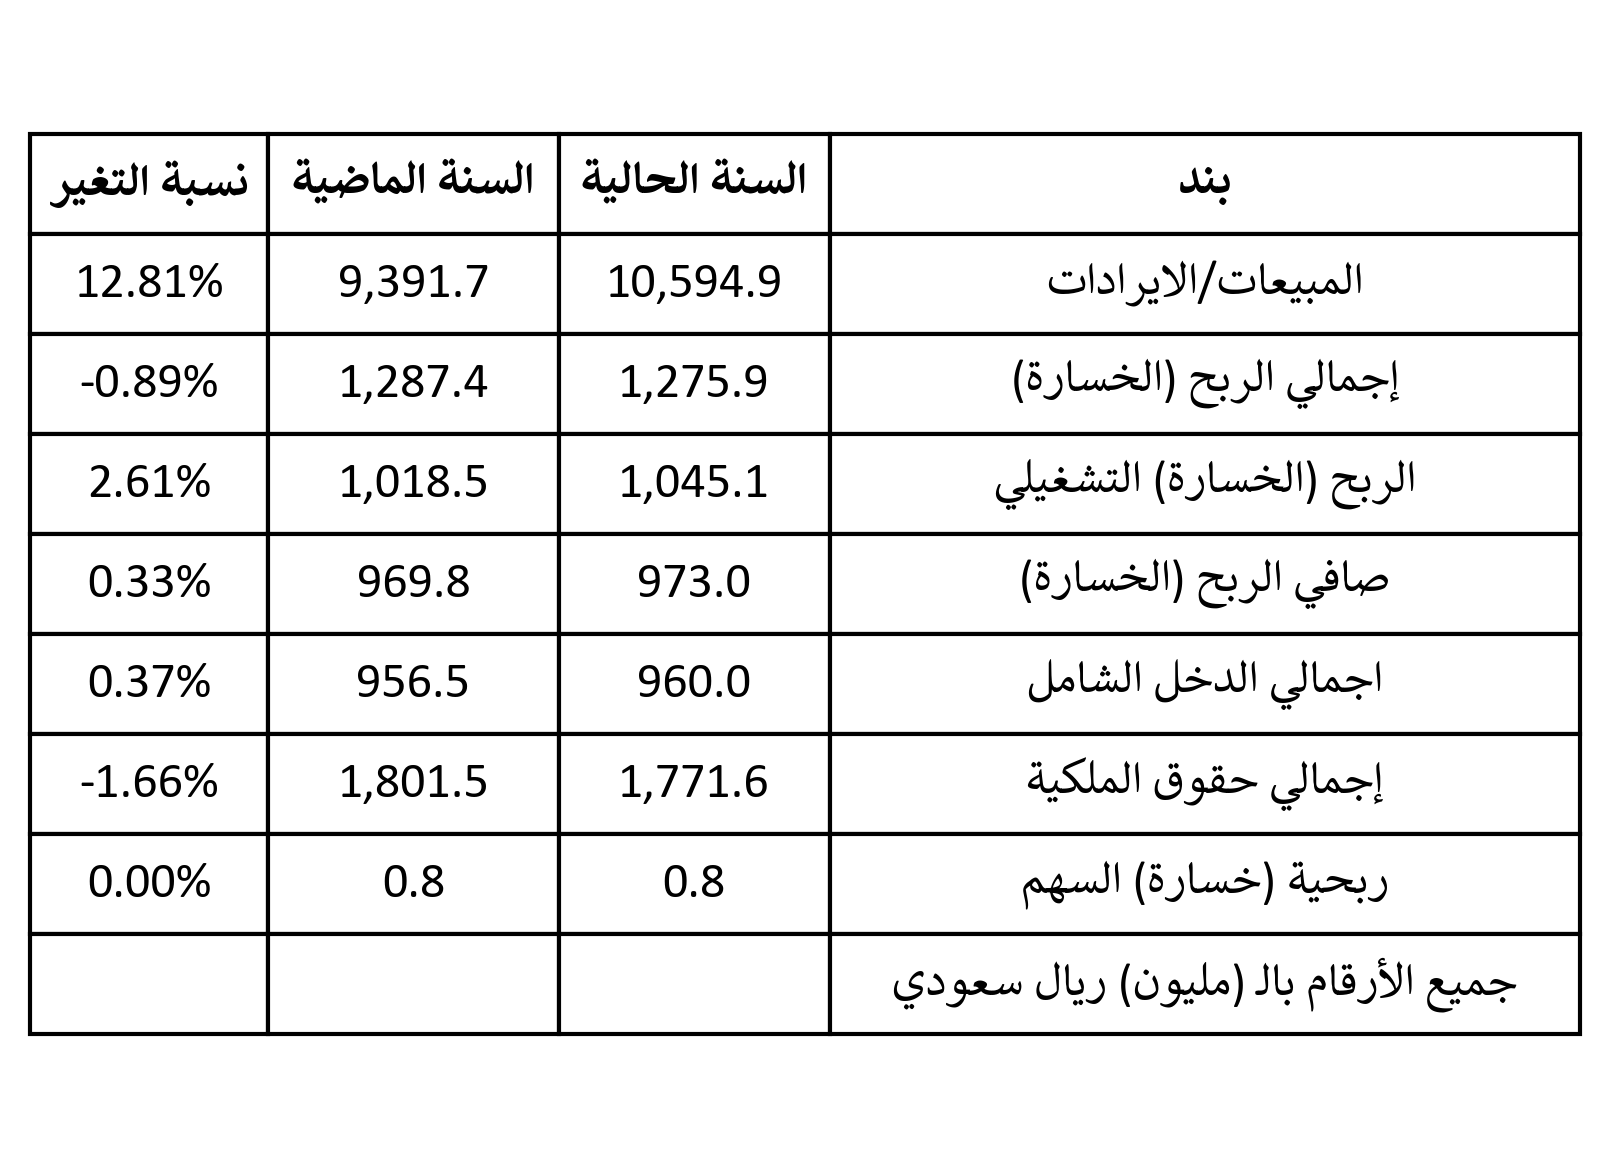 بند السنة الحالية السنة الماضية نسبة التغير
المبيعات/الايرادات 10,594.9 9,391.7 12.81%
إجمالي الربح (الخسارة) 1,275.9 1,287.4 -0.89%
الربح (الخسارة) التشغيلي 1,045.1 1,018.5 2.61%
صافي الربح (الخسارة) 973.0 969.8 0.33%
اجمالي الدخل الشامل 960.0 956.5 0.37%
إجمالي حقوق الملكية 1,771.6 1,801.5 -1.66%
ربحية (خسارة) السهم 0.8 0.8 0.00%
جميع الأرقام بالـ (مليون) ريال سعودي